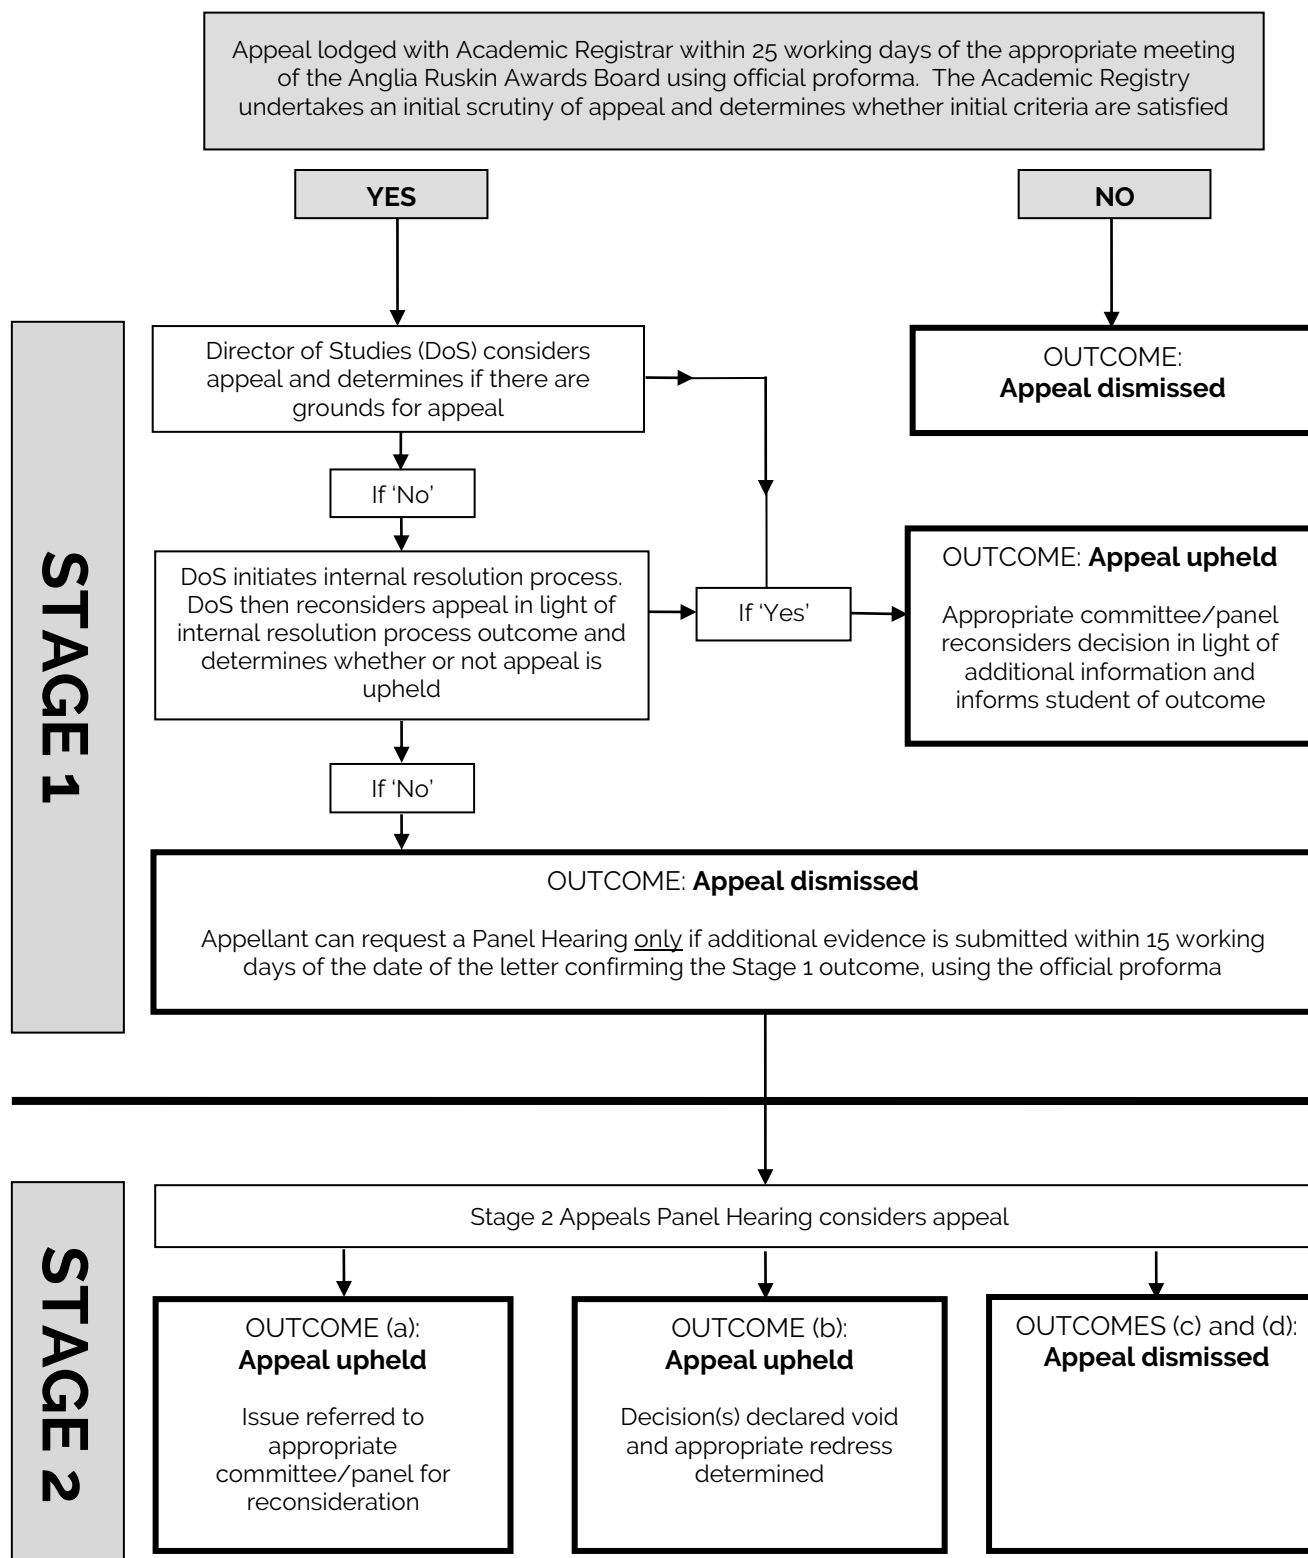 Appeal lodged with Academic Registrar within 25 working days of the appropriate meeting
of the Anglia Ruskin Awards Board using official proforma.  The Academic Registry
undertakes an initial scrutiny of appeal and determines whether initial criteria are satisfied
YES
NO
STAGE 1
Director of Studies (DoS) considers
appeal and determines if there are
grounds for appeal
OUTCOME:
Appeal dismissed
If ‘No’
DoS initiates internal resolution process.
DoS then reconsiders appeal in light of
internal resolution process outcome and
determines whether or not appeal is
upheld
If ‘Yes’
OUTCOME: Appeal upheld
Appropriate committee/panel
reconsiders decision in light of
additional information and
informs student of outcome
If ‘No’
OUTCOME: Appeal dismissed
Appellant can request a Panel Hearing only if additional evidence is submitted within 15 working
days of the date of the letter confirming the Stage 1 outcome, using the official proforma
STAGE 2
Stage 2 Appeals Panel Hearing considers appeal
OUTCOME (a):
Appeal upheld
Issue referred to
appropriate
committee/panel for
reconsideration
OUTCOME (b):
Appeal upheld
Decision(s) declared void
and appropriate redress
determined
OUTCOMES (c) and (d):
Appeal dismissed